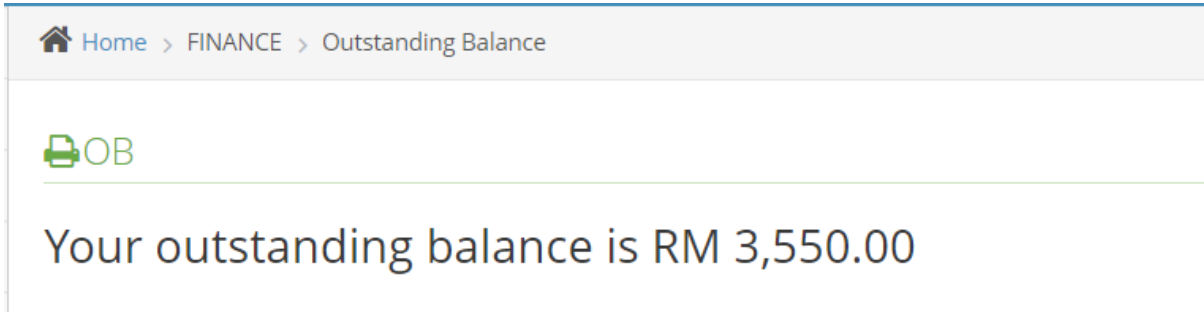 Home > FINANCE > Outstanding Balance
OB
Your outstanding balance is RM 3,550.00